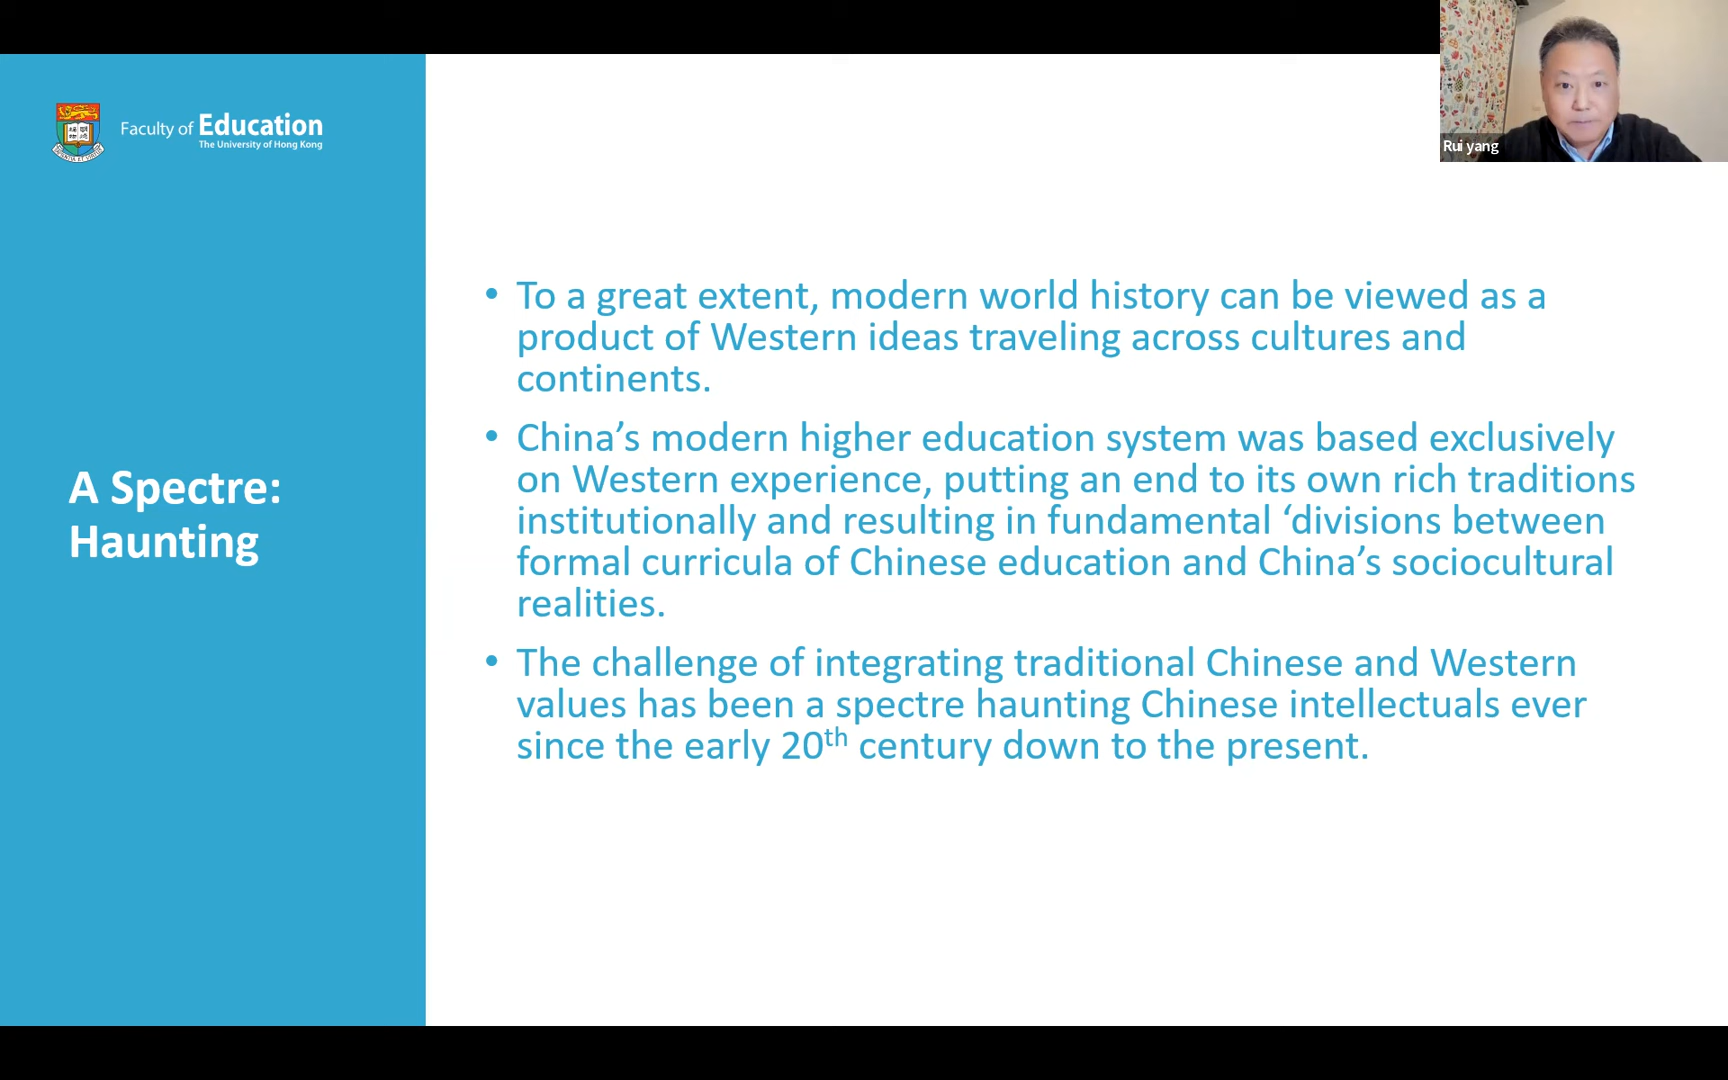 Faculty of Education
The University of Hong Kong
Rui yang
A Spectre:
Haunting
• To a great extent, modern world history can be viewed as a
product of Western ideas traveling across cultures and
continents.
• China’s modern higher education system was based exclusively
on Western experience, putting an end to its own rich traditions
institutionally and resulting in fundamental ‘divisions between
formal curricula of Chinese education and China’s sociocultural
realities.
• The challenge of integrating traditional Chinese and Western
values has been a spectre haunting Chinese intellectuals ever
since the early 20th century down to the present.